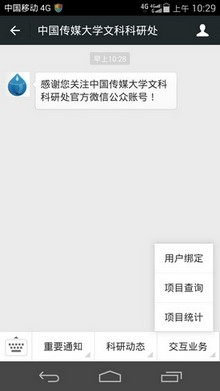 中国移动 4G 4G 上午 10:29
中国传媒大学文科科研处
早上10:28
感谢您关注中国传媒大学文科
科研处官方微信公众账号！
用户绑定
项目查询
项目统计
重要通知 科研动态 交互业务